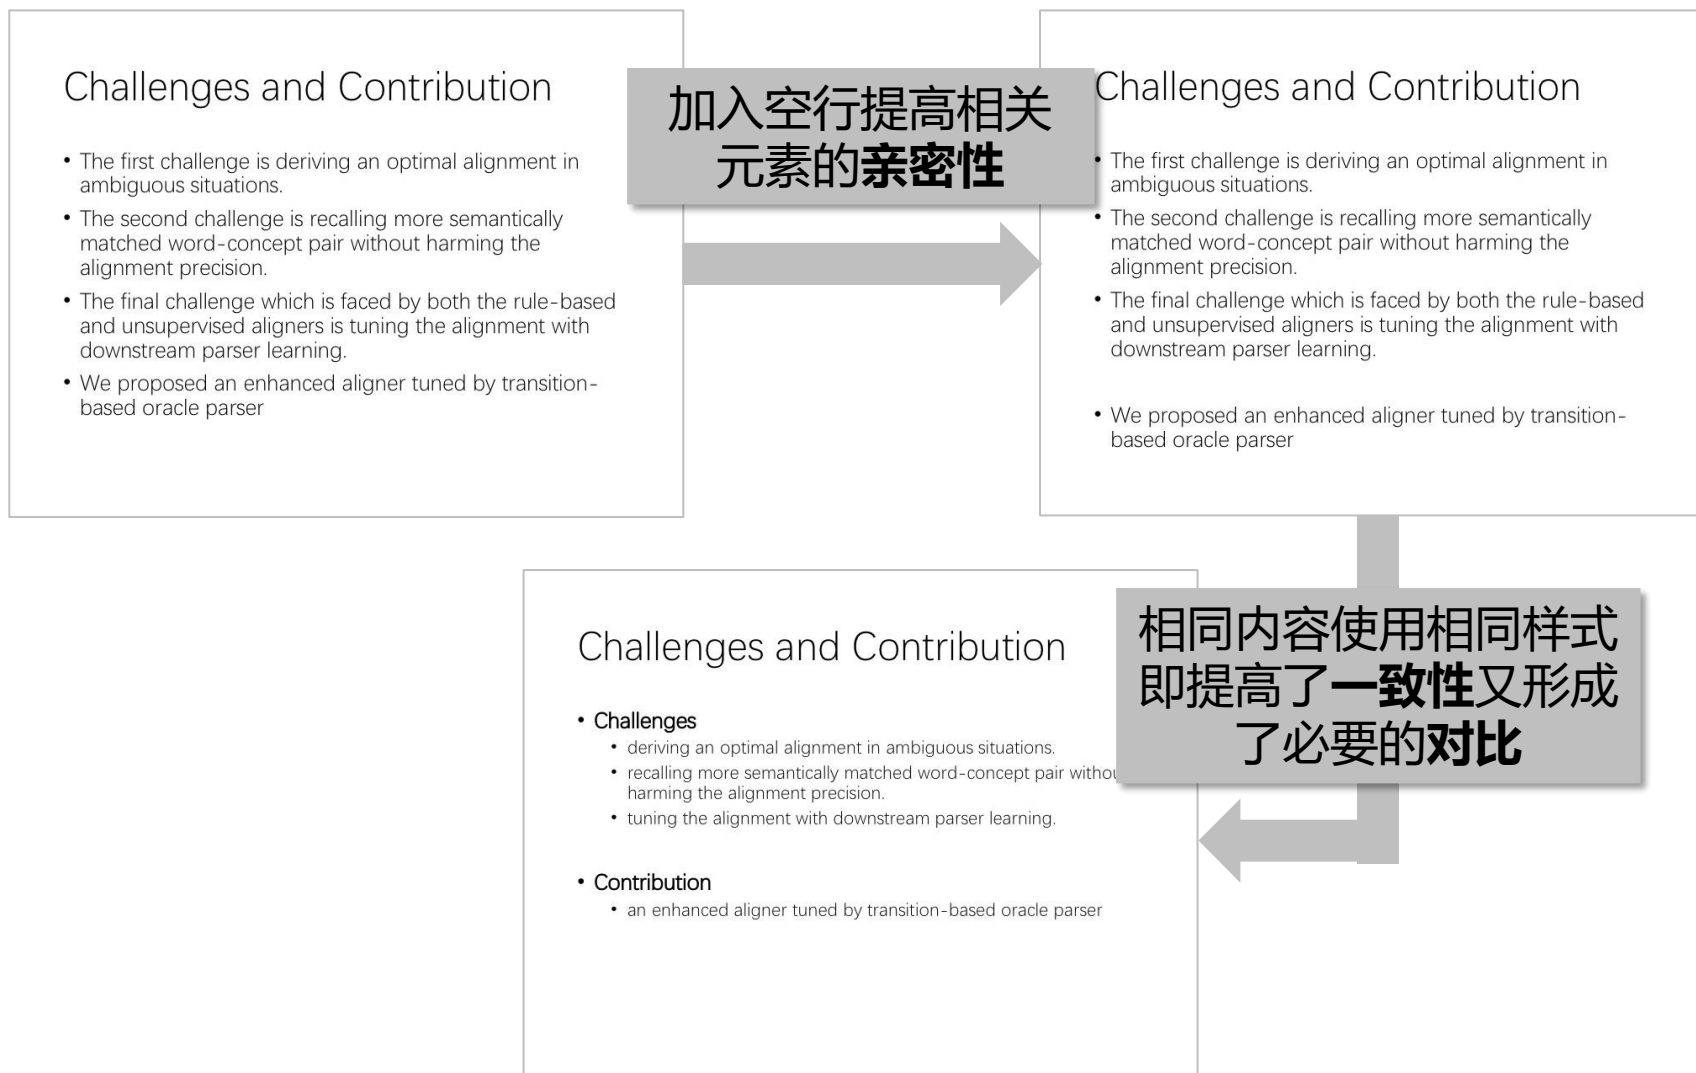 Challenges and Contribution
• The first challenge is deriving an optimal alignment in
ambiguous situations.
• The second challenge is recalling more semantically
matched word-concept pair without harming the
alignment precision.
• The final challenge which is faced by both the rule-based
and unsupervised aligners is tuning the alignment with
downstream parser learning.
• We proposed an enhanced aligner tuned by transition-
based oracle parser
加入空行提高相关
元素的亲密性
Challenges and Contribution
• The first challenge is deriving an optimal alignment in
ambiguous situations.
• The second challenge is recalling more semantically
matched word-concept pair without harming the
alignment precision.
• The final challenge which is faced by both the rule-based
and unsupervised aligners is tuning the alignment with
downstream parser learning.
• We proposed an enhanced aligner tuned by transition-
based oracle parser
相同内容使用相同样式
即提高了一致性又形成
了必要的对比
Challenges and Contribution
• Challenges
• deriving an optimal alignment in ambiguous situations.
• recalling more semantically matched word-concept pair withou
harming the alignment precision.
• tuning the alignment with downstream parser learning.
• Contribution
• an enhanced aligner tuned by transition-based oracle parser